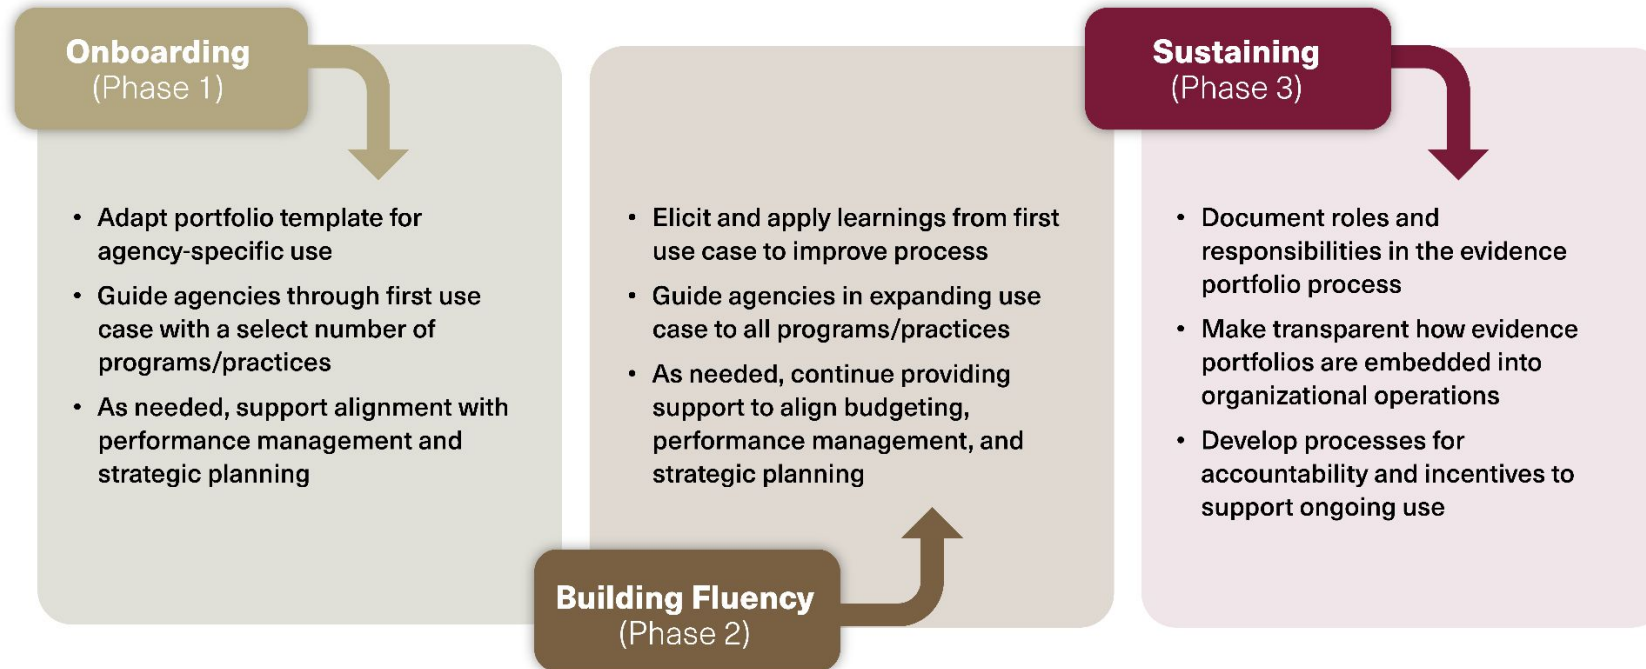 Onboarding
(Phase 1)
• Adapt portfolio template for
agency-specific use
• Guide agencies through first use
case with a select number of
programs/practices
• As needed, support alignment with
performance management and
strategic planning
Building Fluency
(Phase 2)
• Elicit and apply learnings from first
use case to improve process
• Guide agencies in expanding use
case to all programs/practices
• As needed, continue providing
support to align budgeting,
performance management, and
strategic planning
Sustaining
(Phase 3)
• Document roles and
responsibilities in the evidence
portfolio process
• Make transparent how evidence
portfolios are embedded into
organizational operations
• Develop processes for
accountability and incentives to
support ongoing use